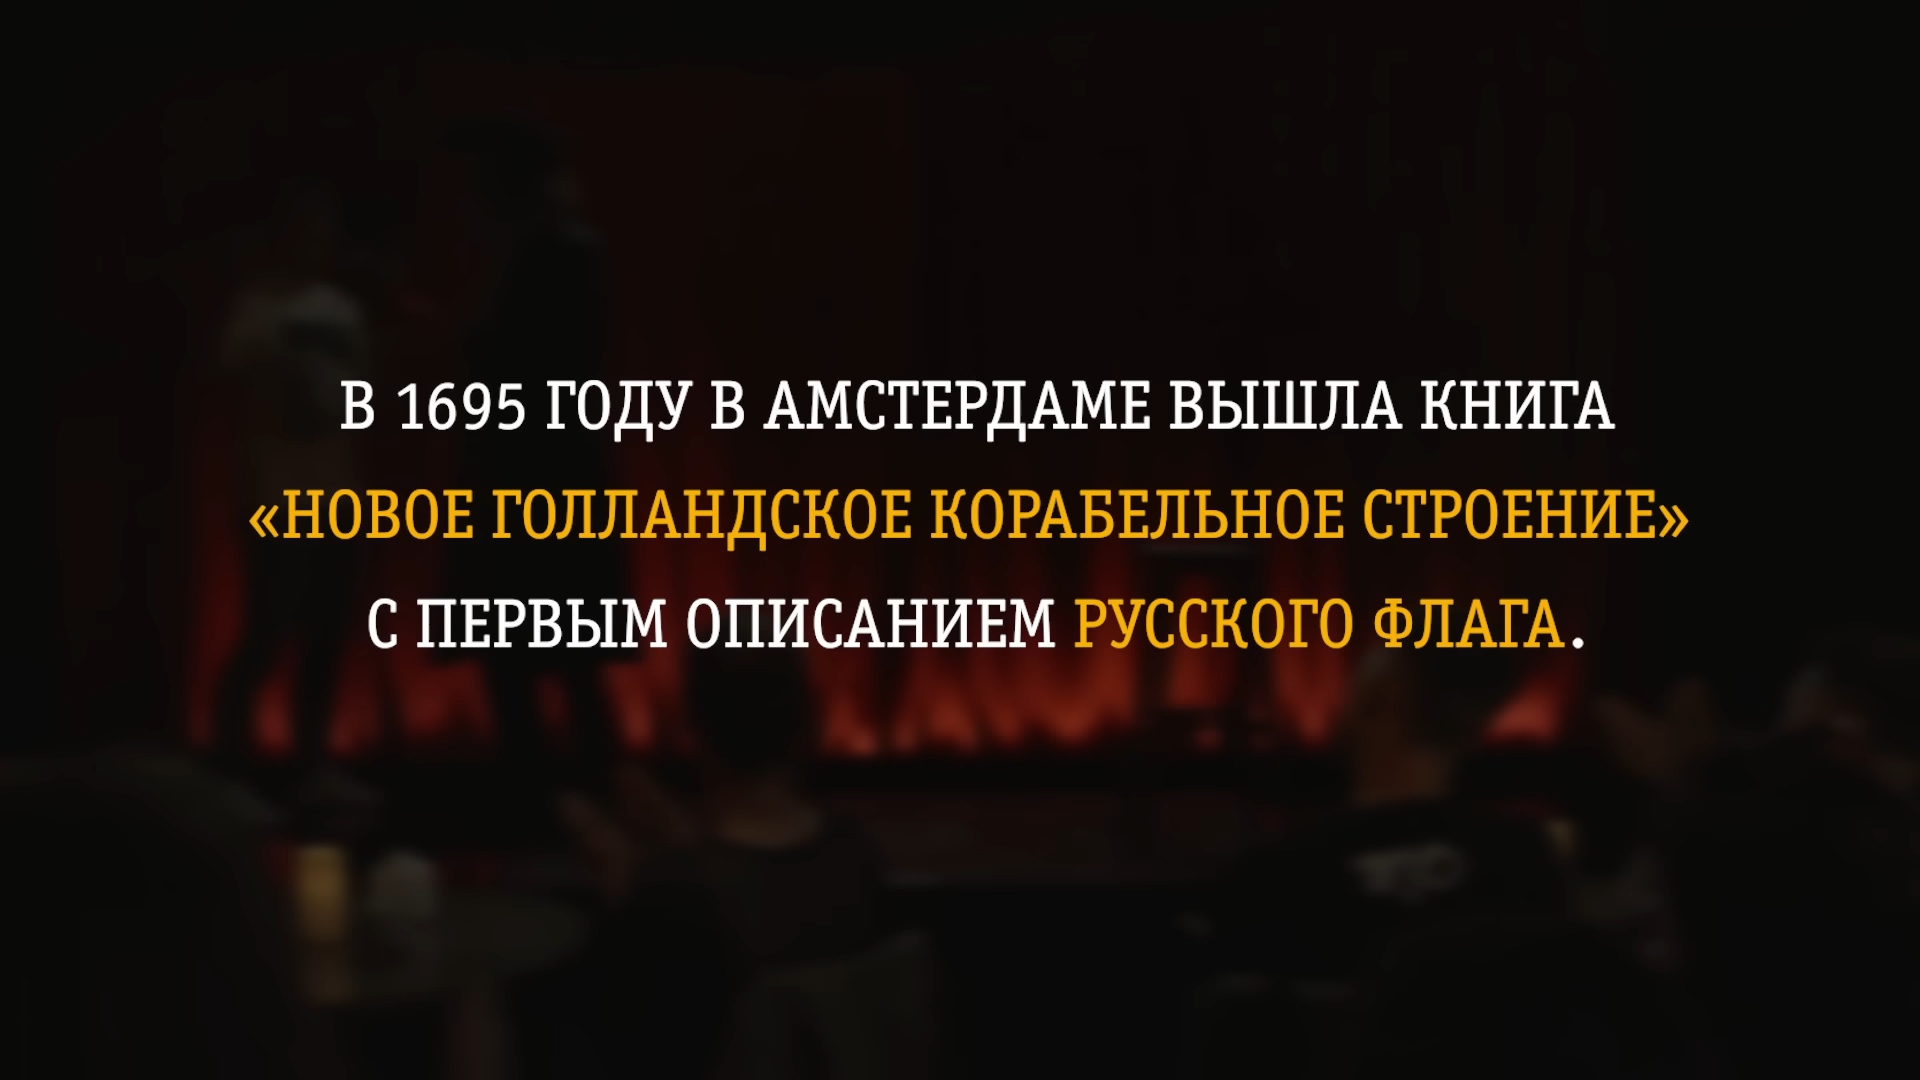 В 1695 ГОДУ В АМСТЕРДАМЕ ВЫШЛА КНИГА
«НОВОЕ ГОЛЛАНДСКОЕ КОРАБЕЛЬНОЕ СТРОЕНИЕ»
С ПЕРВЫМ ОПИСАНИЕМ РУССКОГО ФЛАГА.